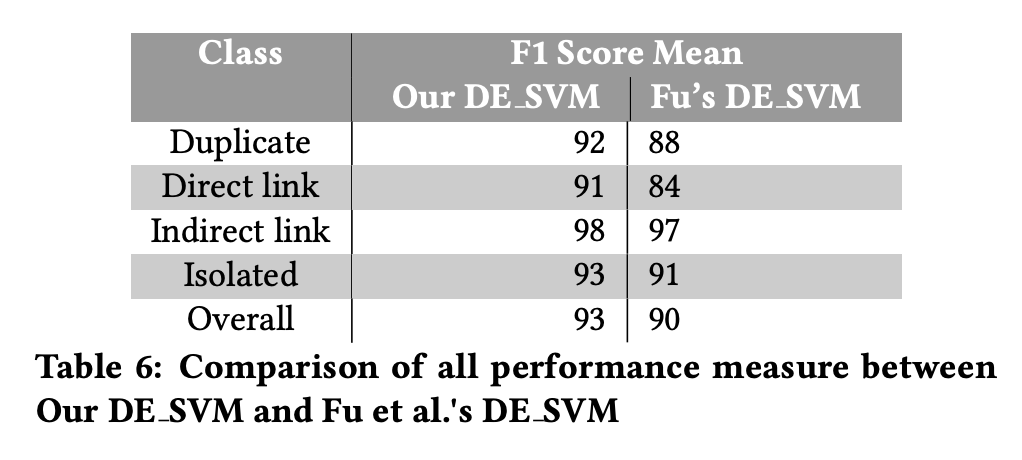 Class F1 Score Mean
Our DE_SVM Fu’s DE_SVM
Duplicate 92 88
Direct link 91 84
Indirect link 98 97
Isolated 93 91
Overall 93 90
Table 6: Comparison of all performance measure between
Our DE_SVM and Fu et al.'s DE_SVM